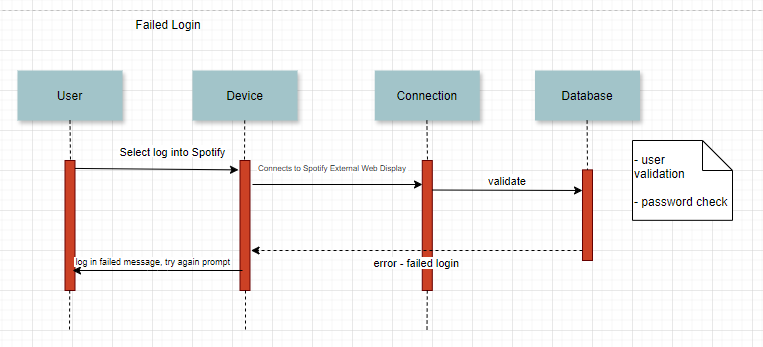 Failed Login
User
Device
Connection
Database
Select log into Spotify
Connects to Spotify External Web Display
validate
- user
validation
- password check
error - failed login
log in failed message, try again prompt